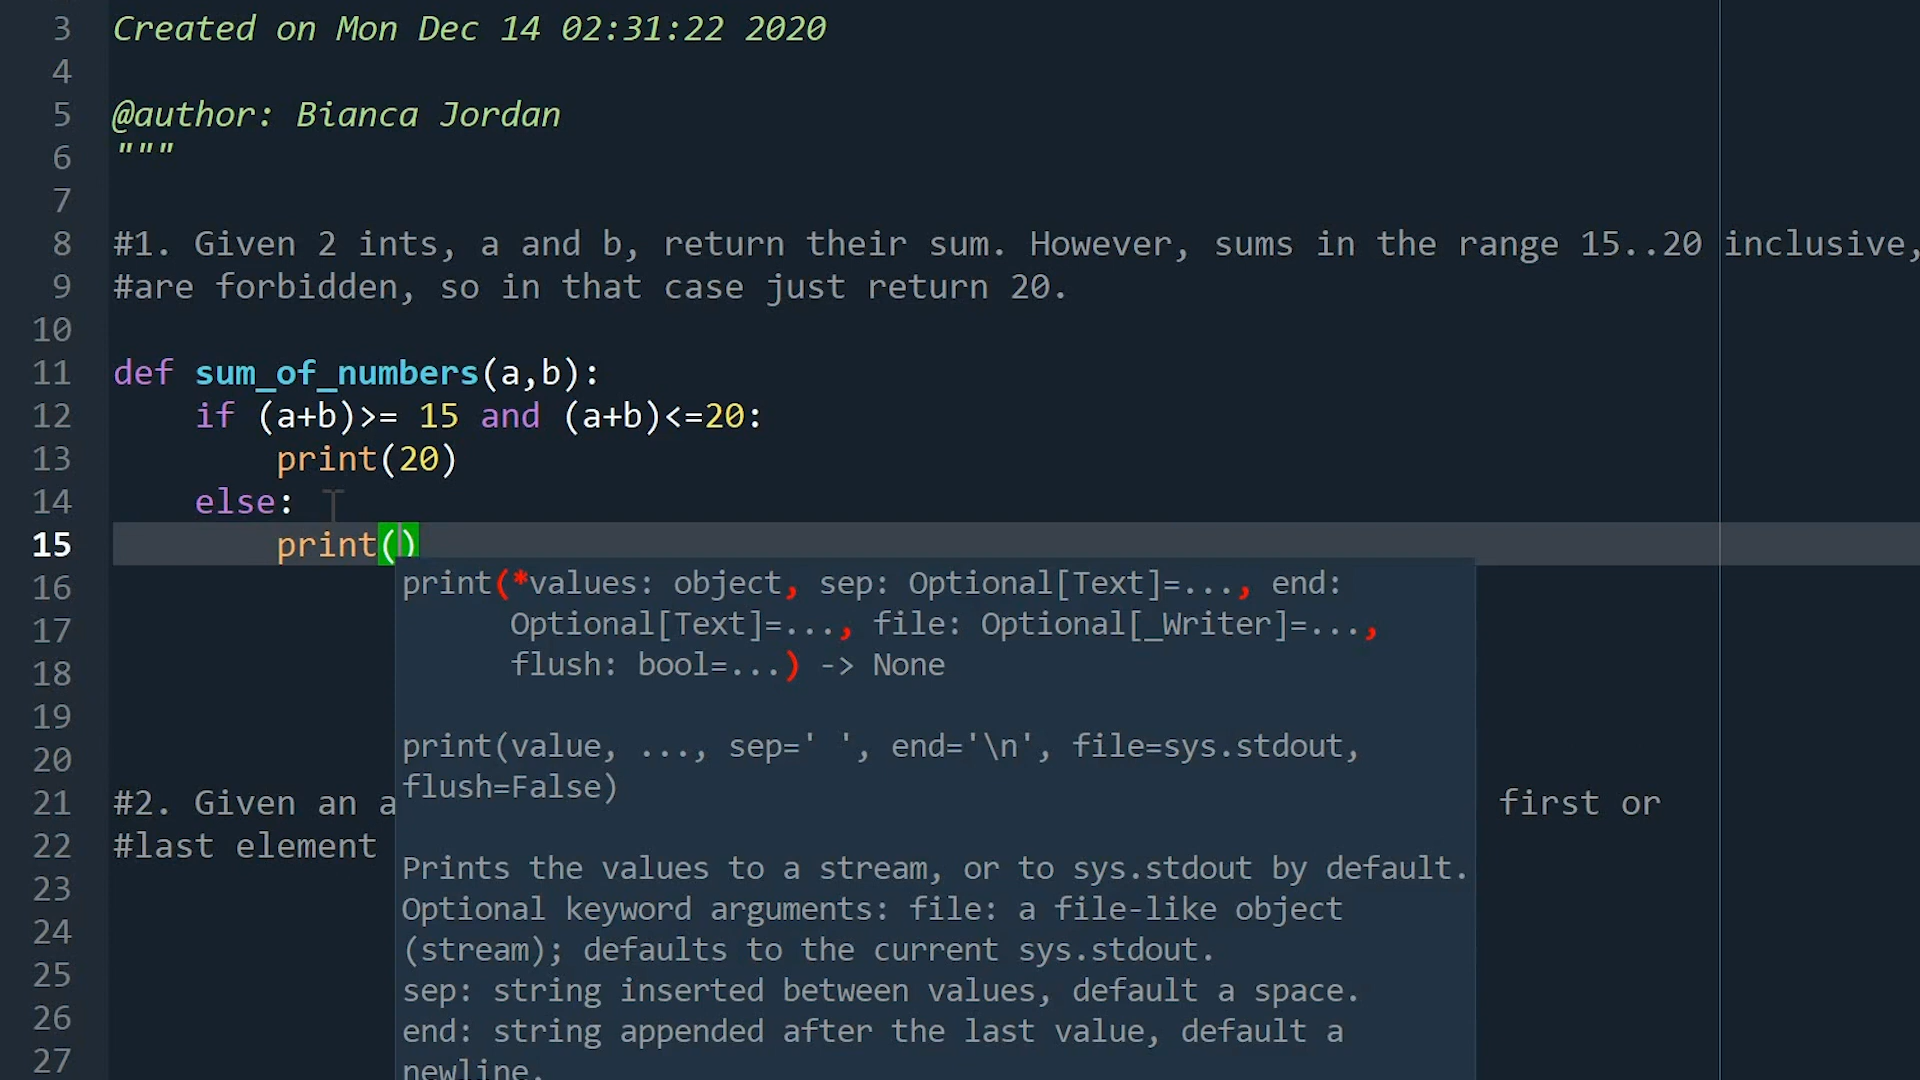 3 Created on Mon Dec 14 02:31:22 2020
4
5 @author: Bianca Jordan
6 """
7
8 #1. Given 2 ints, a and b, return their sum. However, sums in the range 15..20 inclusive,
9 #are forbidden, so in that case just return 20.
10
11 def sum_of_numbers(a,b):
12 if (a+b)>= 15 and (a+b)<=20:
13 print(20)
14 else:
15 print()
16 print(*values: object, sep: Optional[Text]=..., end:
17 Optional[Text]=..., file: Optional[_Writer]=...,
18 flush: bool=...) -> None
19
20 print(value, ..., sep=' ', end='\n', file=sys.stdout,
flush=False)
21 #2. Given an a first or
22 #last element
Prints the values to a stream, or to sys.stdout by default.
23 Optional keyword arguments: file: a file-like object
24 (stream); defaults to the current sys.stdout.
25 sep: string inserted between values, default a space.
26 end: string appended after the last value, default a
27 newline.